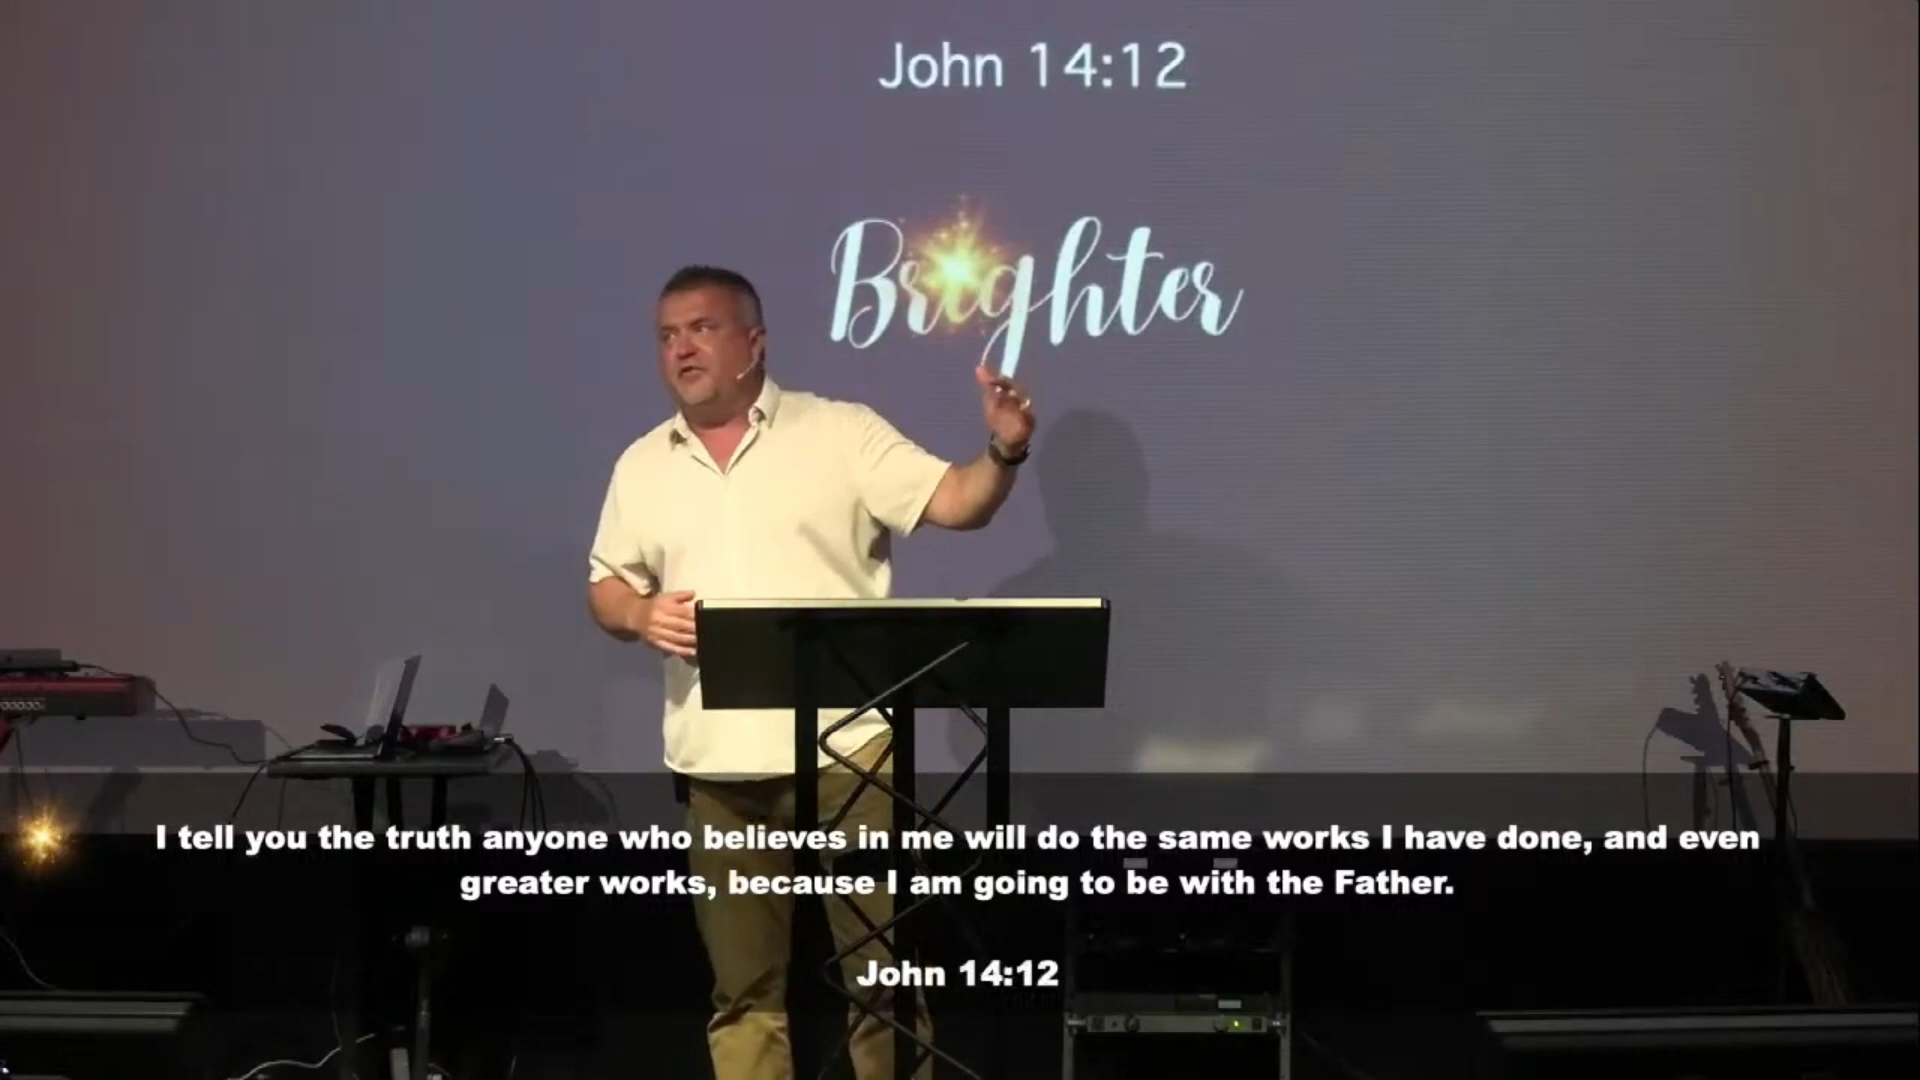 John 14:12
Brighter
I tell you the truth anyone who believes in me will do the same works I have done, and even
greater works, because I am going to be with the Father.
John 14:12